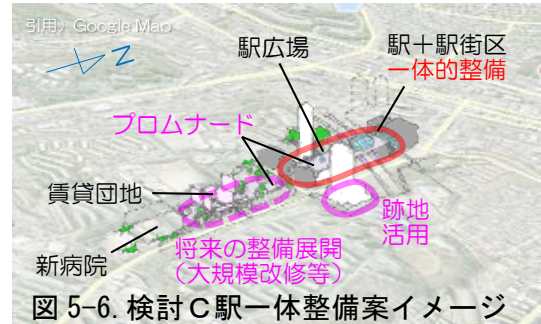 引用）Google Map
Z
駅広場
駅＋駅街区
一体的整備
プロムナード
賃貸団地
跡地
活用
新病院
将来の整備展開
（大規模改修等）
図 5-6. 検討Ｃ駅一体整備案イメージ